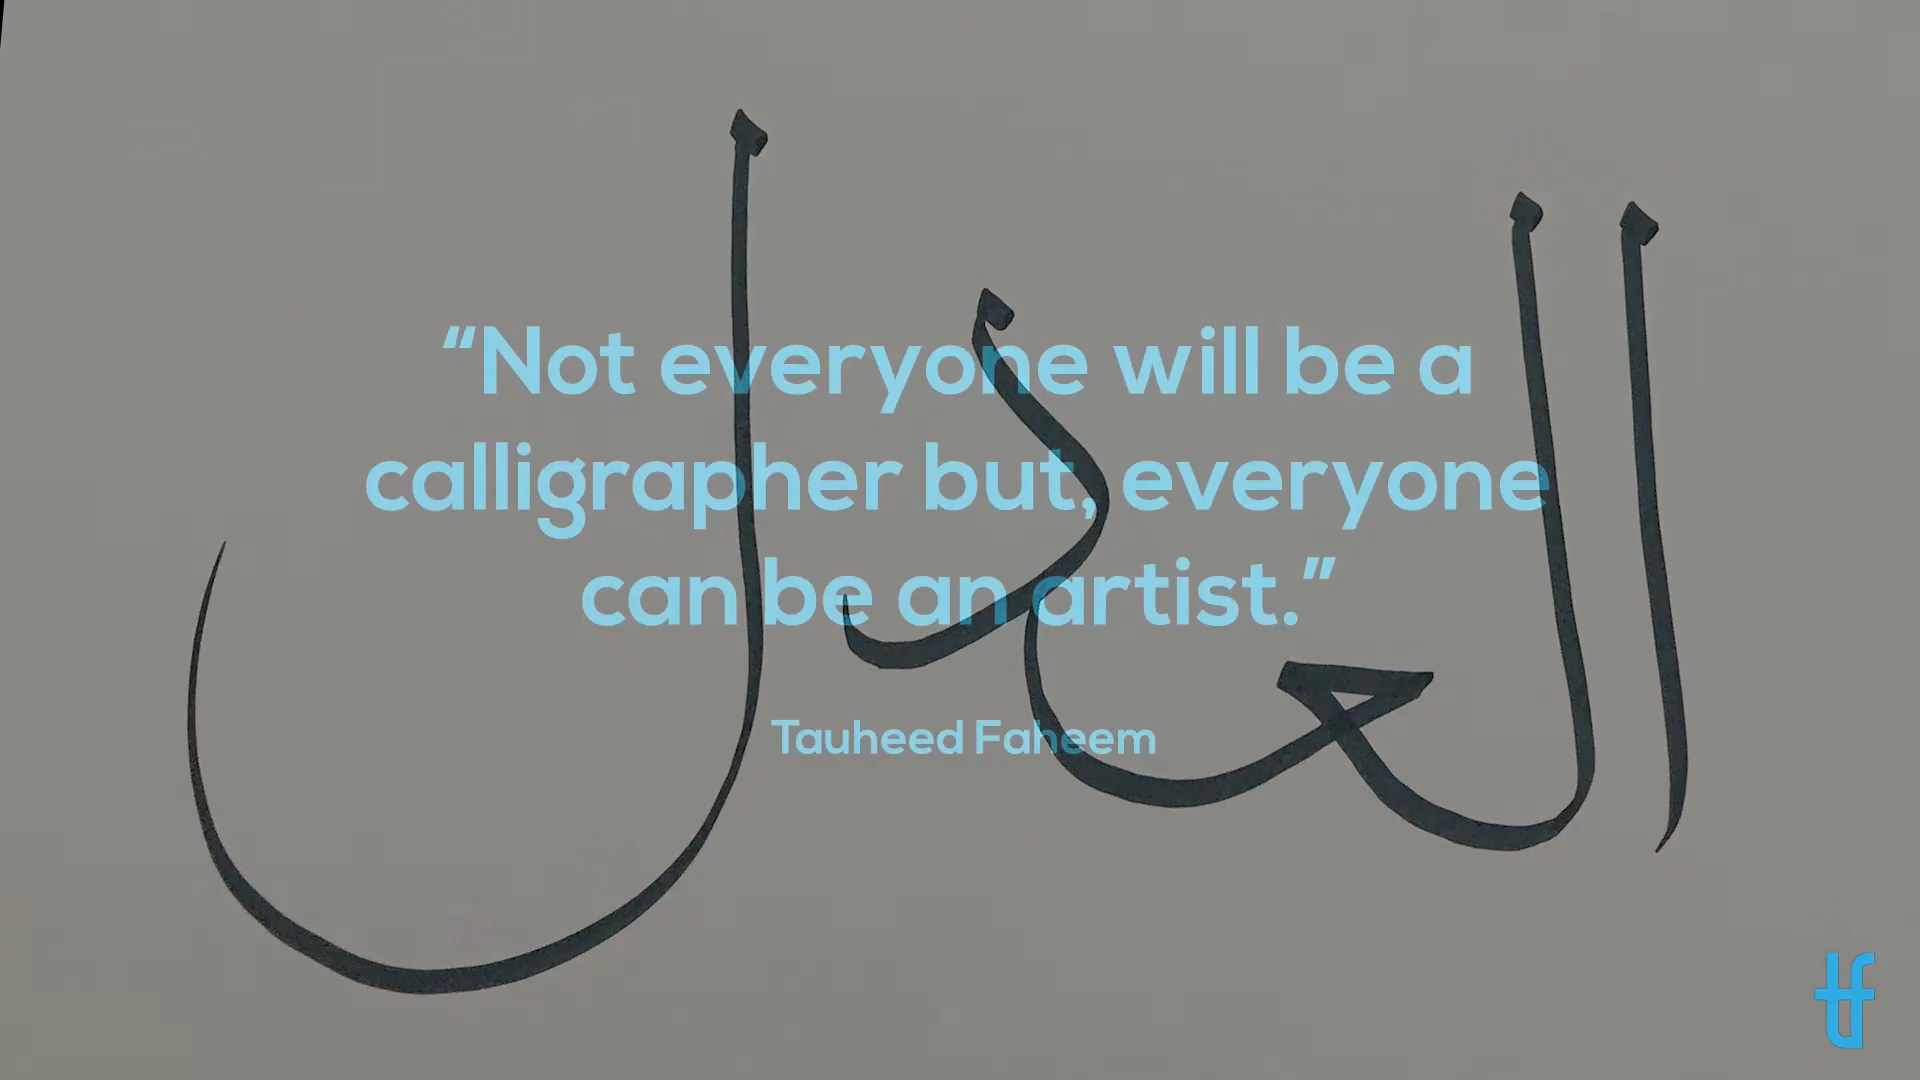 “Not everyone will be a
calligrapher but, everyone
can be an artist.”
Tauheed Faheem
العدل
tf